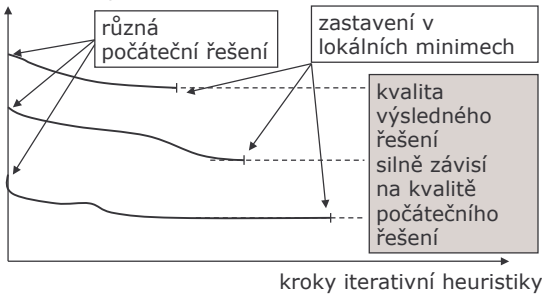 různá
počáteční řešení
zastavení v
lokálních minimech
kvalita
výsledného
řešení
silně závisí
na kvalitě
počátečního
řešení
kroky iterativní heuristiky